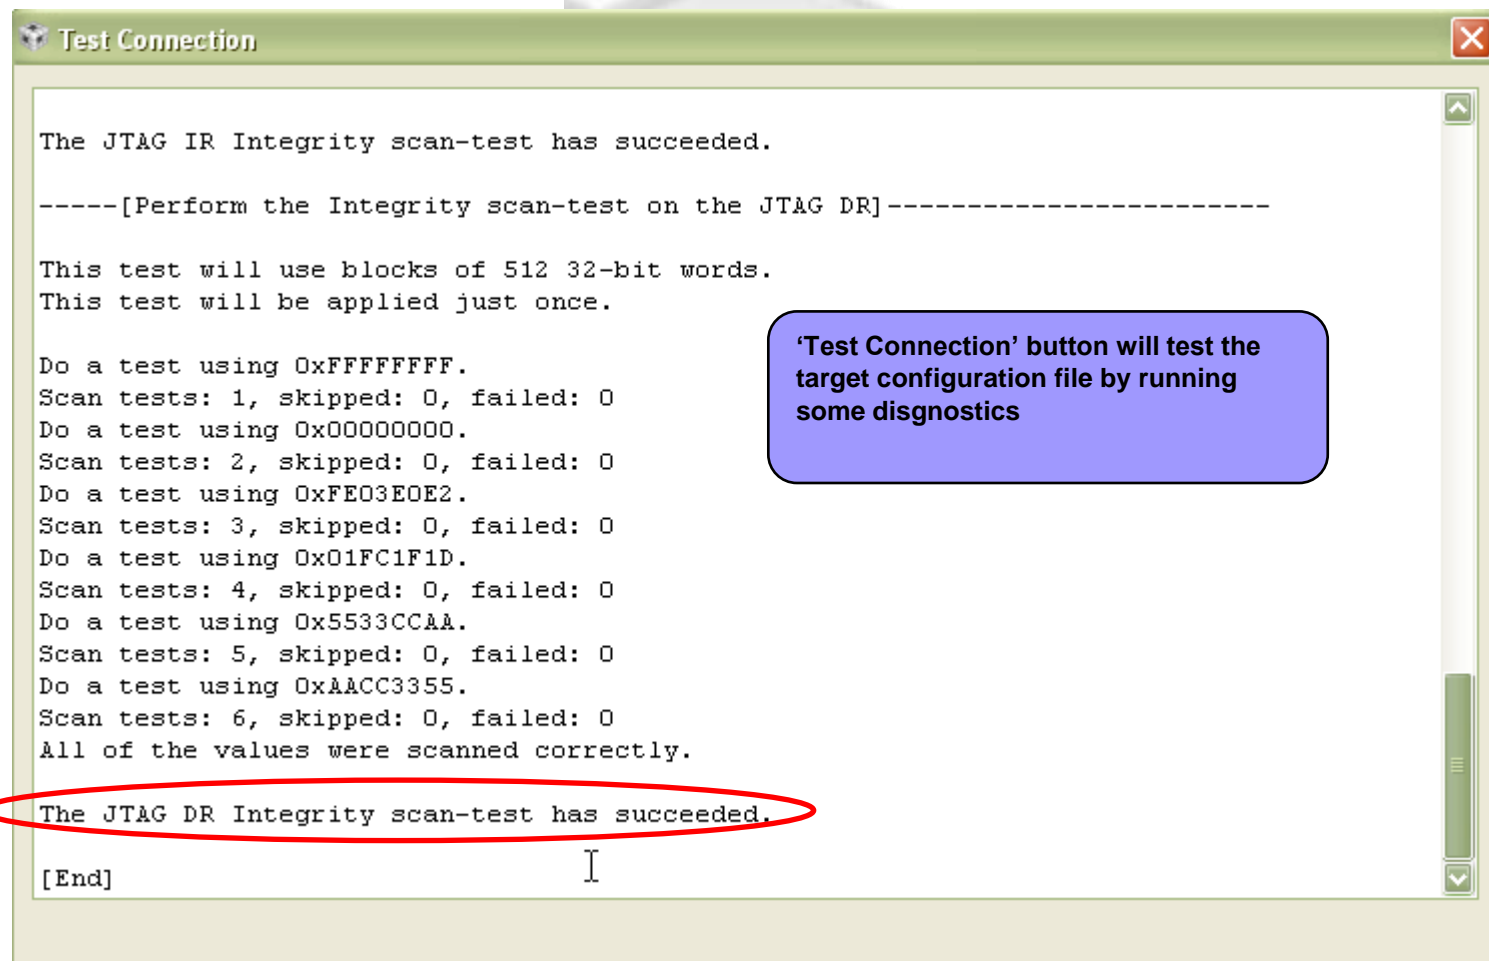 Test Connection
The JTAG IR Integrity scan-test has succeeded.
-----[Perform the Integrity scan-test on the JTAG DR]------------------------
This test will use blocks of 512 32-bit words.
This test will be applied just once.
Do a test using 0xFFFFFFFF.
Scan tests: 1, skipped: 0, failed: 0
Do a test using 0x00000000.
Scan tests: 2, skipped: 0, failed: 0
Do a test using 0xFE03E0E2.
Scan tests: 3, skipped: 0, failed: 0
Do a test using 0x01FC1F1D.
Scan tests: 4, skipped: 0, failed: 0
Do a test using 0x5533CCAA.
Scan tests: 5, skipped: 0, failed: 0
Do a test using 0xAACC3355.
Scan tests: 6, skipped: 0, failed: 0
All of the values were scanned correctly.
The JTAG DR Integrity scan-test has succeeded.
[End]
‘Test Connection’ button will test the
target configuration file by running
some disgnostics